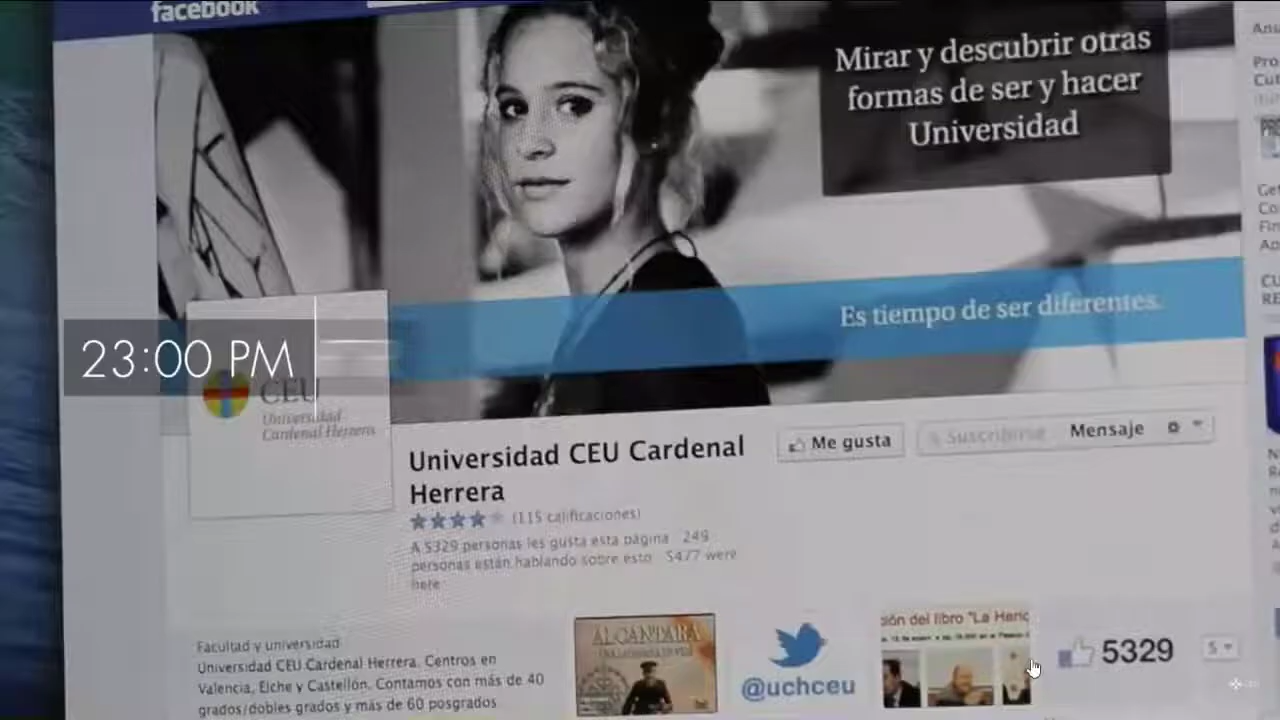 facebook
Mirar y descubrir otras
formas de ser y hacer
Universidad
Es tiempo de ser diferentes.
23:00 PM
CEU
Universidad
Cardenal Herrera
Universidad CEU Cardenal
Herrera
Me gusta
Suscribirse
Mensaje
(115 calificaciones)
A 5329 personas les gusta esta página 249
personas están hablando sobre esto 5477 were
here
Facultad y universidad
Universidad CEU Cardenal Herrera. Centros en
Valencia, Elche y Castellón. Contamos con más de 40
grados/dobles grados y más de 60 posgrados
ALCANTARA
@uchceu
ión del libro "La Heric
5329
5